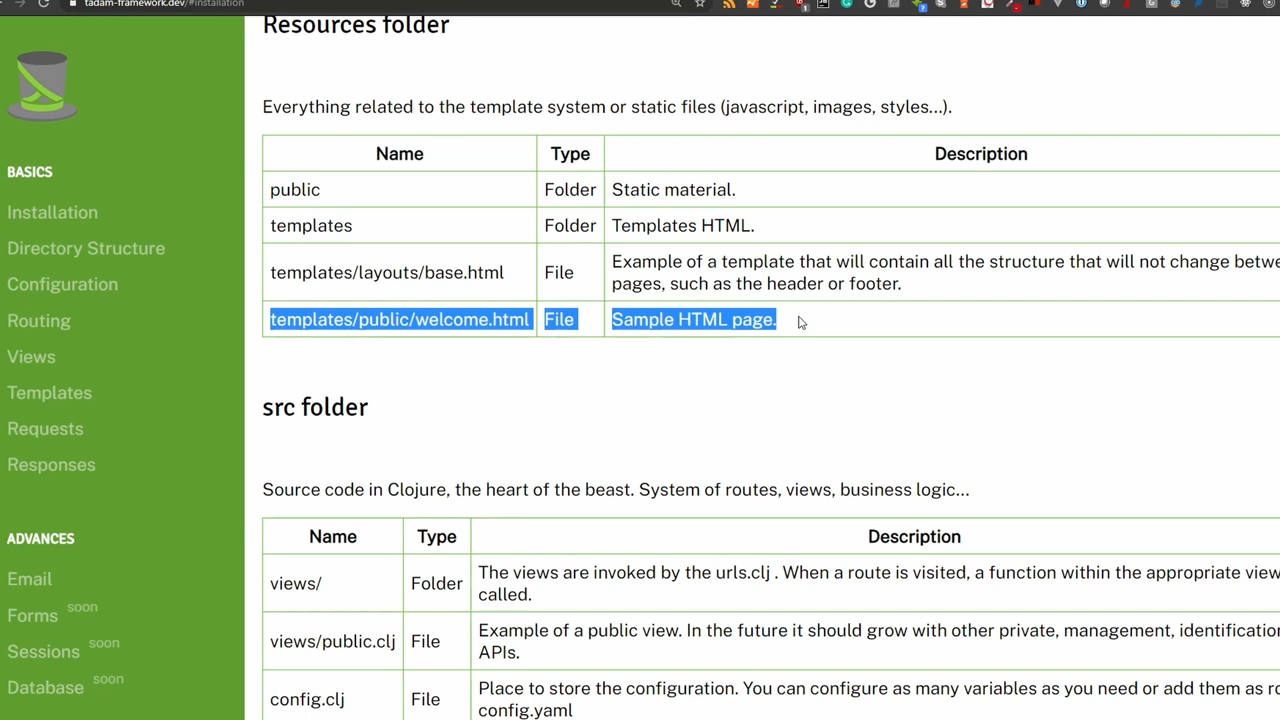 tadam-framework.dev/#installation
Resources folder
Everything related to the template system or static files (javascript, images, styles...).
Name Type Description
public Folder Static material.
templates Folder Templates HTML.
templates/layouts/base.html File Example of a template that will contain all the structure that will not change
pages, such as the header or footer.
templates/public/welcome.html File Sample HTML page.
src folder
Source code in Clojure, the heart of the beast. System of routes, views, business logic...
Name Type Description
views/ Folder The views are invoked by the urls.clj . When a route is visited, a function within the appropriate view
called.
views/public.clj File Example of a public view. In the future it should grow with other private, management,
APIs.
config.clj File Place to store the configuration. You can configure as many variables as you need or add them as
config.yaml
BASICS
Installation
Directory Structure
Configuration
Routing
Views
Templates
Requests
Responses
ADVANCES
Email
Forms soon
Sessions soon
Database soon